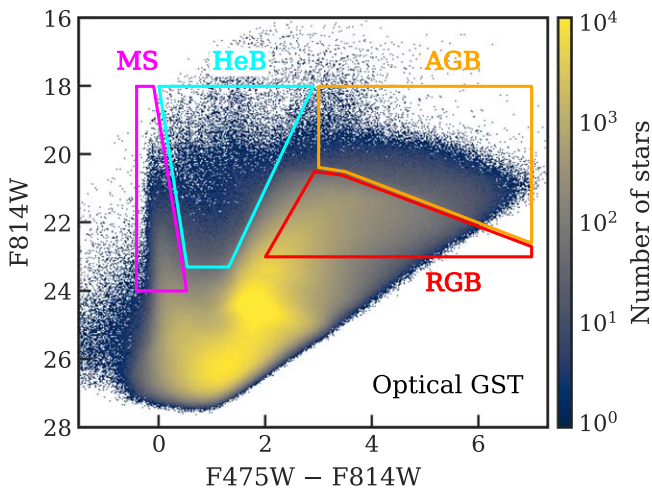 16
18
20
22
24
26
28
F814W
MS
HeB
AGB
RGB
Optical GST
0
2
4
6
F475W − F814W
10⁴
10³
10²
10¹
10⁰
Number of stars